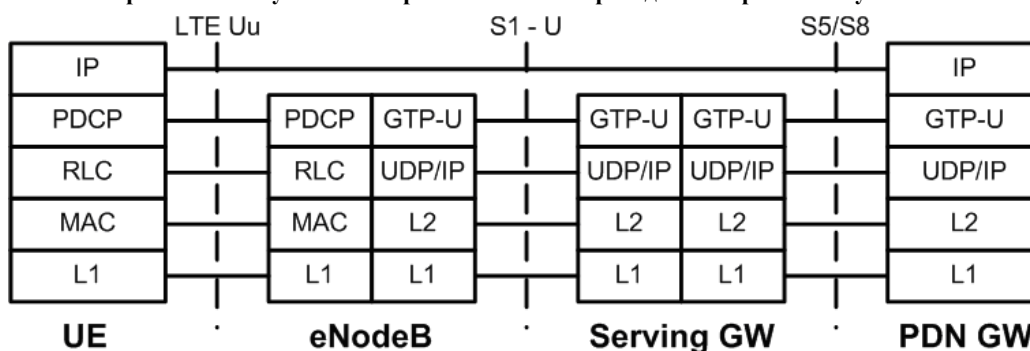 LTE Uu S1 - U S5/S8
IP IP
PDCP PDCP GTP-U GTP-U GTP-U GTP-U
RLC RLC UDP/IP UDP/IP UDP/IP UDP/IP
MAC MAC L2 L2 L2 L2
L1 L1 L1 L1 L1 L1
UE eNodeB Serving GW PDN GW